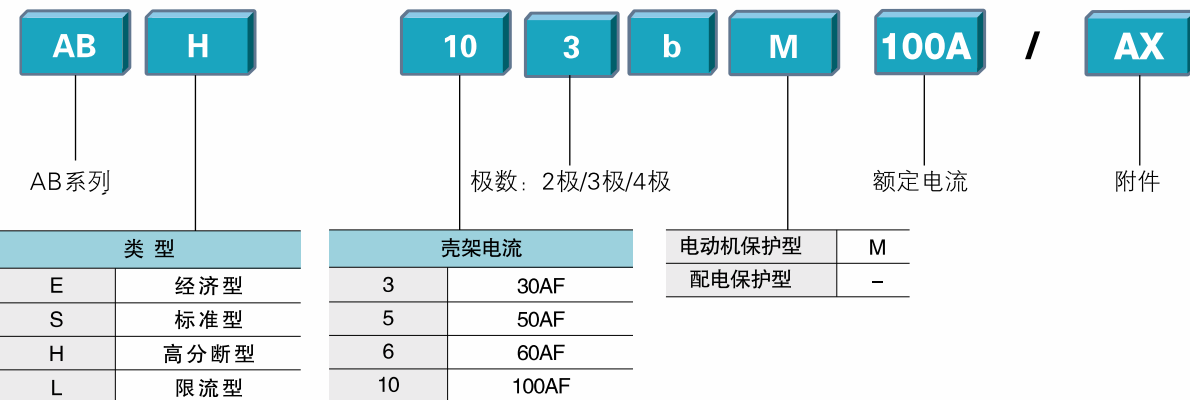 AB H 10 3 b M 100A / AX
AB系列 极数：2极/3极/4极 额定电流 附件
类 型 壳架电流 电动机保护型 M
配电保护型 –
E 经济型 3 30AF
S 标准型 5 50AF
H 高分断型 6 60AF
L 限流型 10 100AF